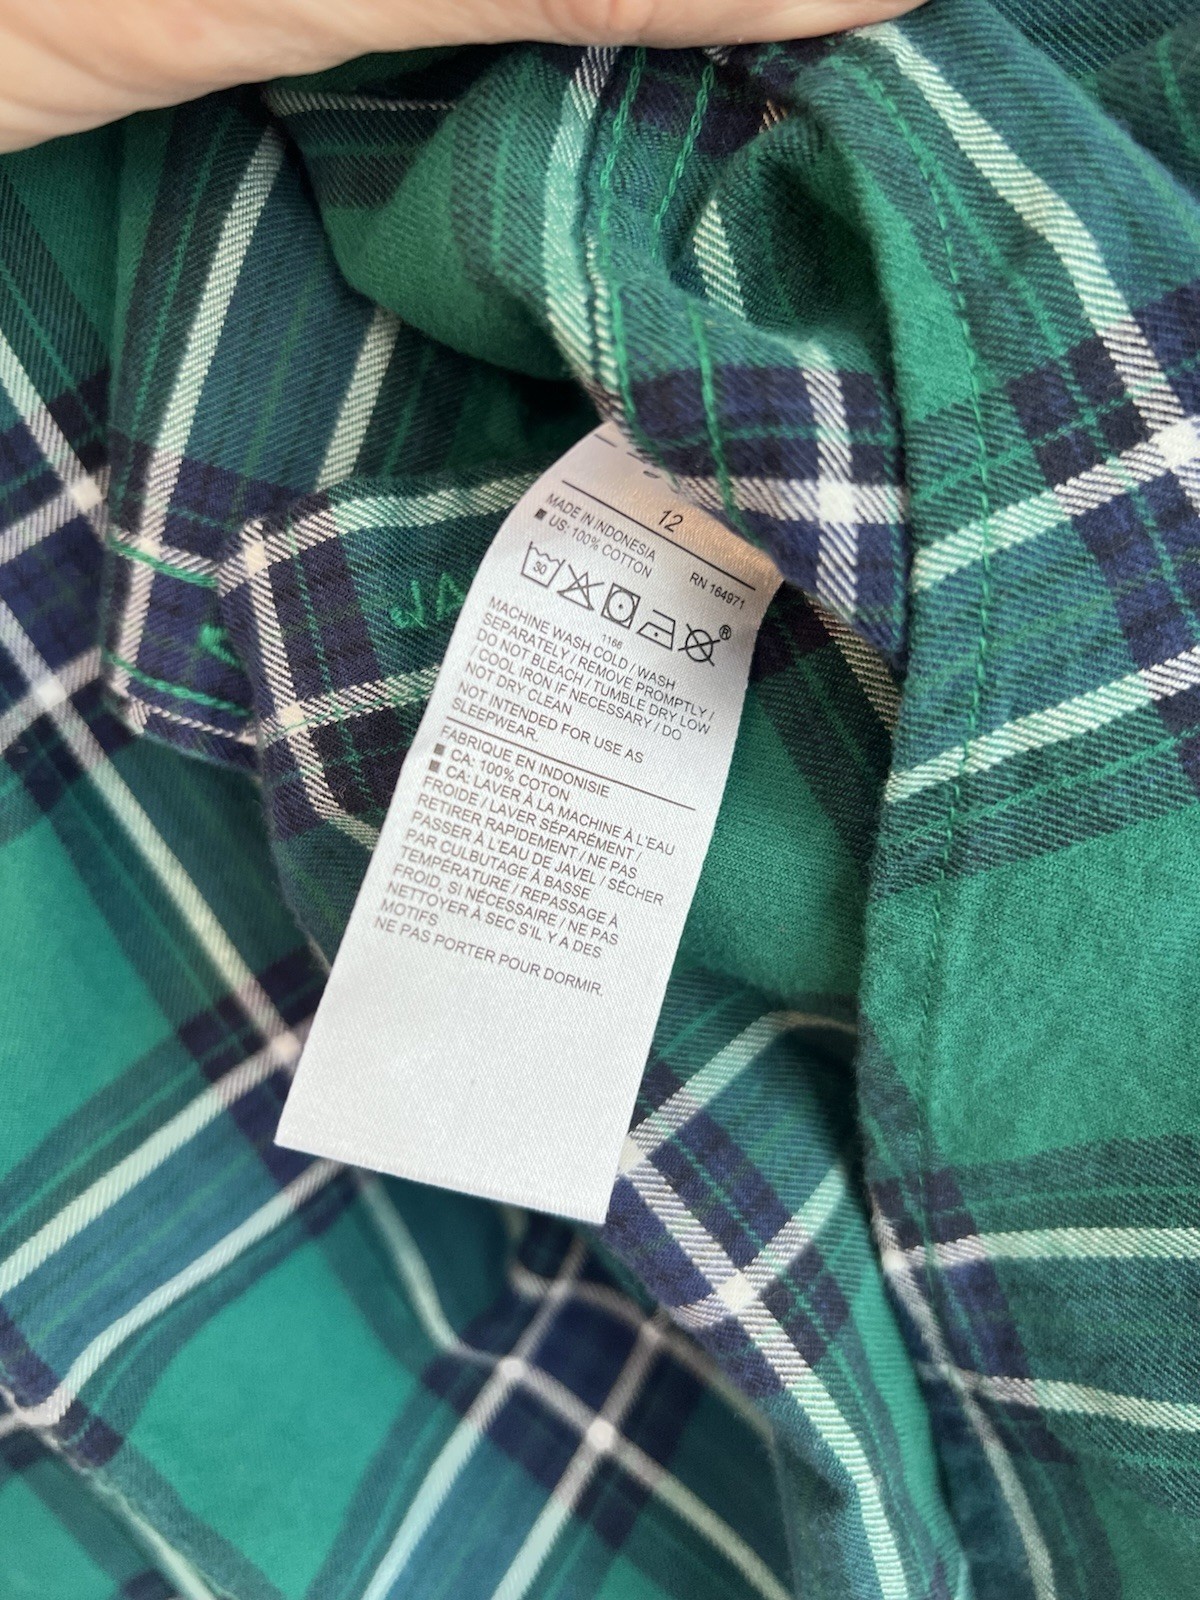 12
MADE IN INDONESIA
RN 164971
US: 100% COTTON
30
®
1166
MACHINE WASH COLD / WASH
SEPARATELY / REMOVE PROMPTLY /
DO NOT BLEACH / TUMBLE DRY LOW
/ COOL IRON IF NECESSARY / DO
NOT DRY CLEAN
NOT INTENDED FOR USE AS
SLEEPWEAR.
FABRIQUE EN INDONISIE
CA: 100% COTON
CA: LAVER À LA MACHINE À L'EAU
FROIDE / LAVER SÉPARÉMENT /
RETIRER RAPIDEMENT / NE PAS
PASSER À L'EAU DE JAVEL / SÉCHER
PAR CULBUTAGE À BASSE
TEMPÉRATURE / REPASSAGE À
FROID, SI NÉCESSAIRE / NE PAS
NETTOYER À SEC S'IL Y A DES
MOTIFS
NE PAS PORTER POUR DORMIR.